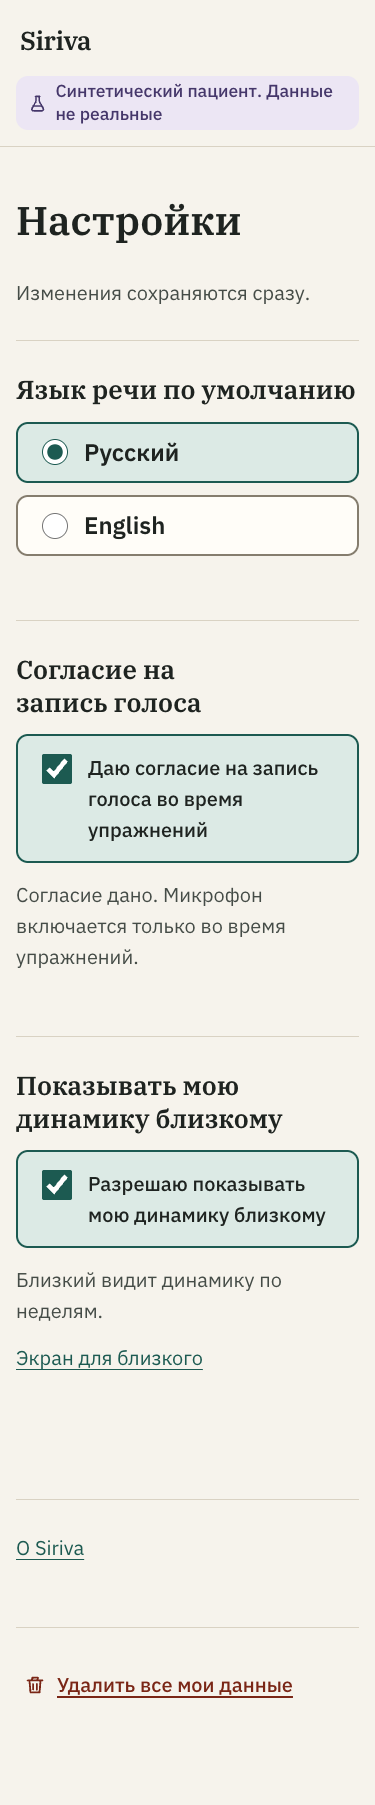 Siriva
Синтетический пациент. Данные
не реальные
Настройки
Изменения сохраняются сразу.
Язык речи по умолчанию
Русский
English
Согласие на
запись голоса
Даю согласие на запись
голоса во время
упражнений
Согласие дано. Микрофон
включается только во время
упражнений.
Показывать мою
динамику близкому
Разрешаю показывать
мою динамику близкому
Близкий видит динамику по
неделям.
Экран для близкого
О Siriva
Удалить все мои данные